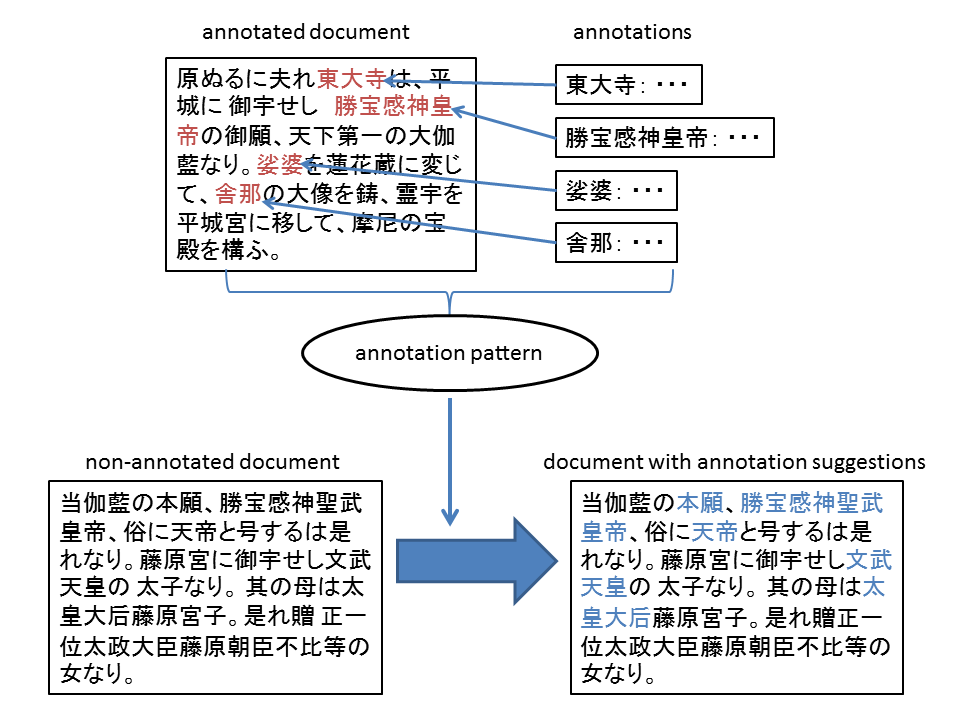 annotated document
annotations
原ぬるに夫れ東大寺は、平
城に 御宇せし　勝宝感神皇
帝の御願、天下第一の大伽
藍なり。娑婆を蓮花蔵に変じ
て、舎那の大像を鋳、霊宇を
平城宮に移して、摩尼の宝
殿を構ふ。
東大寺：・・・
勝宝感神皇帝：・・・
娑婆：・・・
舎那：・・・
annotation pattern
non-annotated document
当伽藍の本願、勝宝感神聖武
皇帝、俗に天帝と号するは是
れなり。藤原宮に御宇せし文武
天皇の 太子なり。 其の母は太
皇大后藤原宮子。是れ贈 正一
位太政大臣藤原朝臣不比等の
女なり。
document with annotation suggestions
当伽藍の本願、勝宝感神聖武
皇帝、俗に天帝と号するは是
れなり。藤原宮に御宇せし文武
天皇の 太子なり。 其の母は太
皇大后藤原宮子。是れ贈正一
位太政大臣藤原朝臣不比等の
女なり。